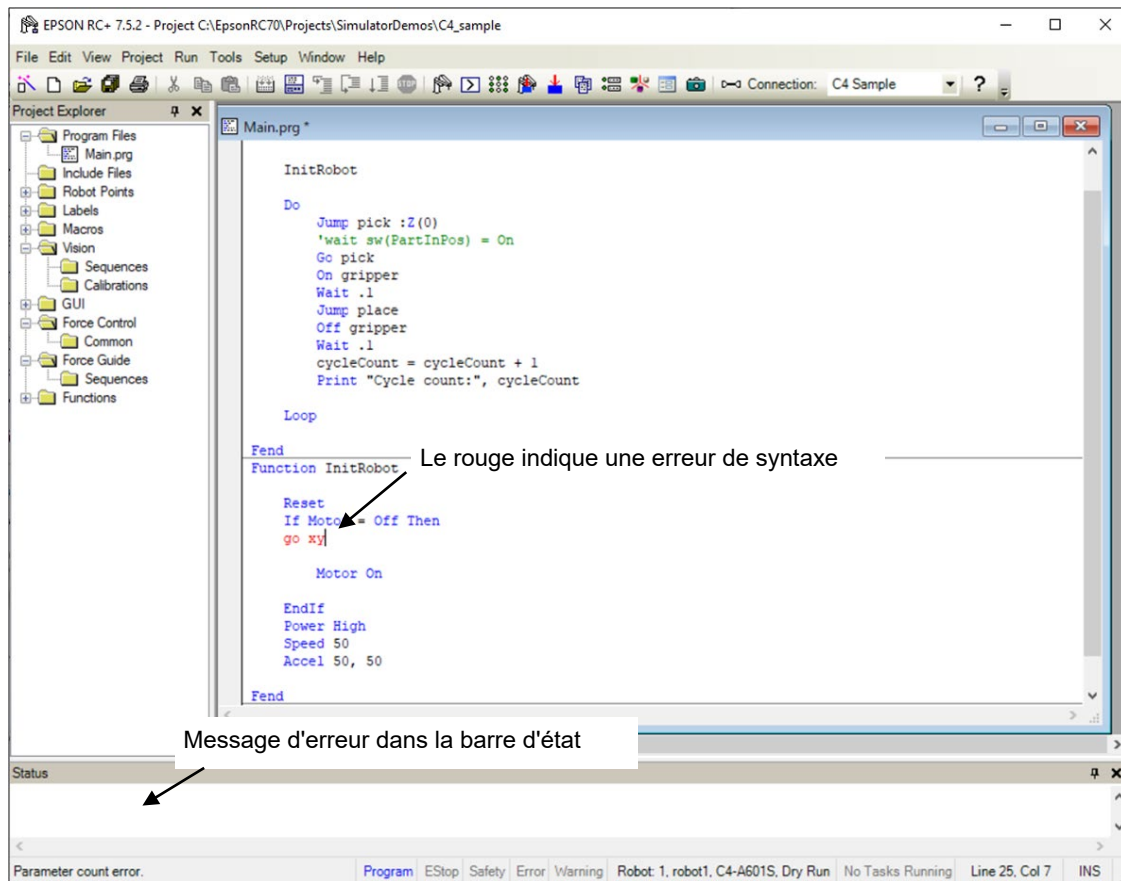 EPSON RC+ 7.5.2 - Project C:\EpsonRC70\Projects\SimulatorDemos\C4_sample
File Edit View Project Run Tools Setup Window Help
Connection: C4 Sample
Project Explorer
Program Files
Main.prg
Include Files
Robot Points
Labels
Macros
Vision
Sequences
Calibrations
GUI
Force Control
Common
Force Guide
Sequences
Functions
Main.prg *
InitRobot
Do
Jump pick :Z(0)
'wait sw(PartInPos) = On
Go pick
On gripper
Wait .1
Jump place
Off gripper
Wait .1
cycleCount = cycleCount + 1
Print "Cycle count:", cycleCount
Loop
Fend
Le rouge indique une erreur de syntaxe
Function InitRobot
Reset
If Motor = Off Then
go xy
Motor On
EndIf
Power High
Speed 50
Accel 50, 50
Fend
Message d'erreur dans la barre d'état
Status
Parameter count error.
Program EStop Safety Error Warning Robot: 1, robot1, C4-A601S, Dry Run No Tasks Running Line 25, Col 7 INS